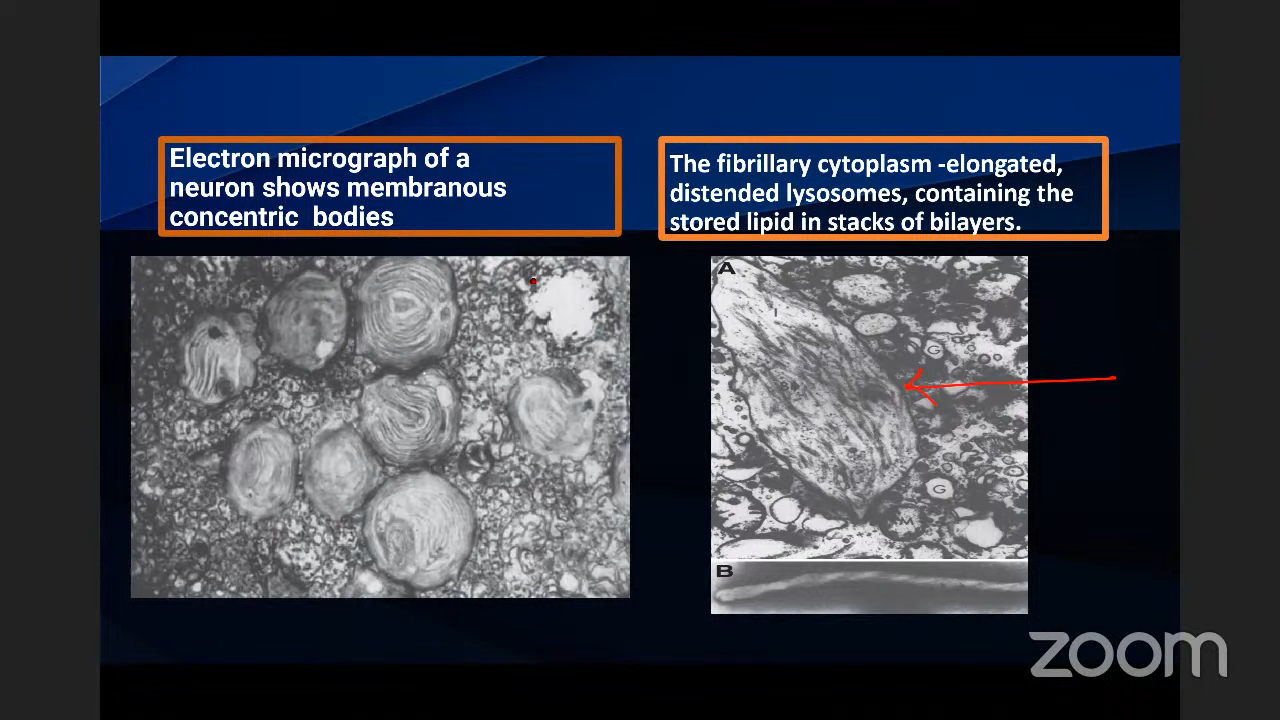 Electron micrograph of a
neuron shows membranous
concentric bodies
The fibrillary cytoplasm -elongated,
distended lysosomes, containing the
stored lipid in stacks of bilayers.
A
I
G
G
M
B
zoom